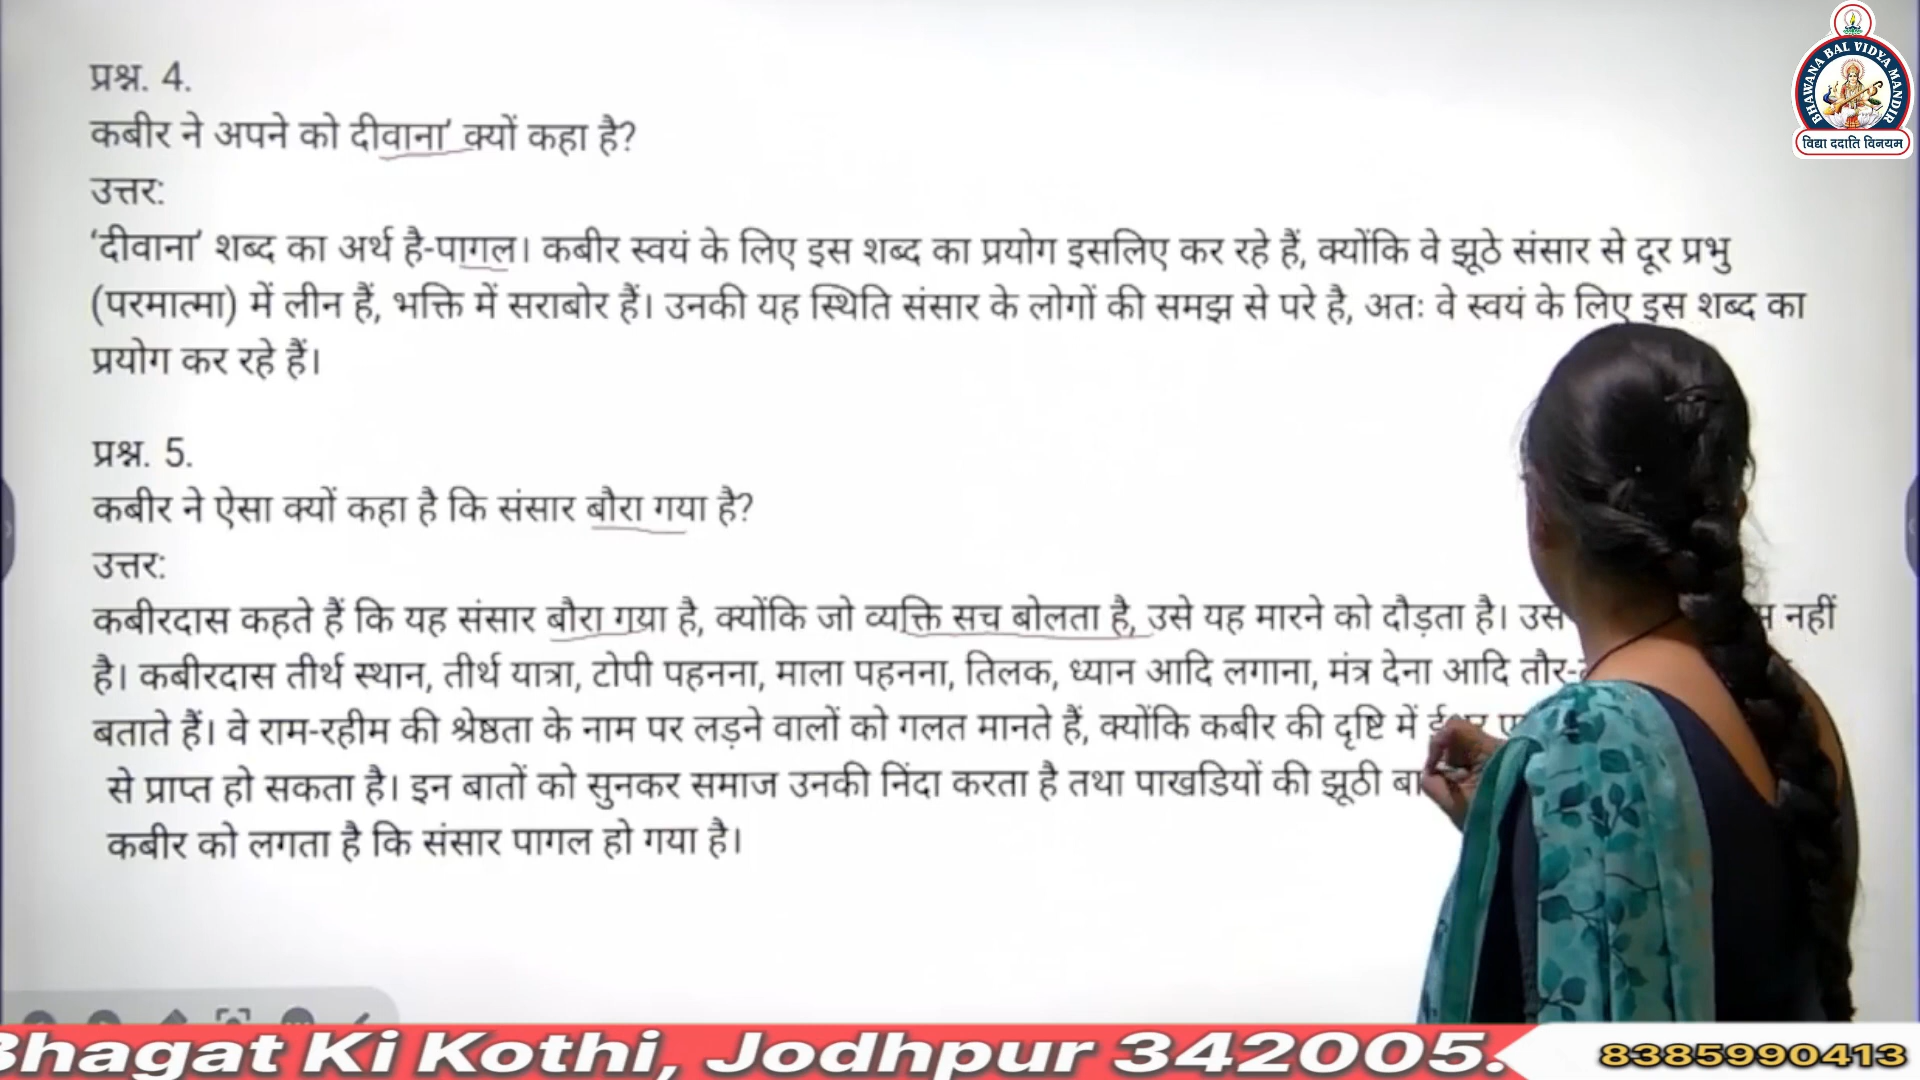 प्रश्न. 4.
कबीर ने अपने को दीवाना’ क्यों कहा है?
उत्तर:
‘दीवाना’ शब्द का अर्थ है-पागल। कबीर स्वयं के लिए इस शब्द का प्रयोग इसलिए कर रहे हैं, क्योंकि वे झूठे संसार से दूर प्रभु
(परमात्मा) में लीन हैं, भक्ति में सराबोर हैं। उनकी यह स्थिति संसार के लोगों की समझ से परे है, अतः वे स्वयं के लिए इस शब्द का
प्रयोग कर रहे हैं।
प्रश्न. 5.
कबीर ने ऐसा क्यों कहा है कि संसार बौरा गया है?
उत्तर:
कबीरदास कहते हैं कि यह संसार बौरा गया है, क्योंकि जो व्यक्ति सच बोलता है, उसे यह मारने को दौड़ता है। उस नहीं
है। कबीरदास तीर्थ स्थान, तीर्थ यात्रा, टोपी पहनना, माला पहनना, तिलक, ध्यान आदि लगाना, मंत्र देना आदि तौर-
बताते हैं। वे राम-रहीम की श्रेष्ठता के नाम पर लड़ने वालों को गलत मानते हैं, क्योंकि कबीर की दृष्टि में
से प्राप्त हो सकता है। इन बातों को सुनकर समाज उनकी निंदा करता है तथा पाखडियों की झूठी
कबीर को लगता है कि संसार पागल हो गया है।
BHAWANA BAL VIDYA MANDIR
विद्या ददाति विनयम
Bhagat Ki Kothi, Jodhpur 342005.
8385990413